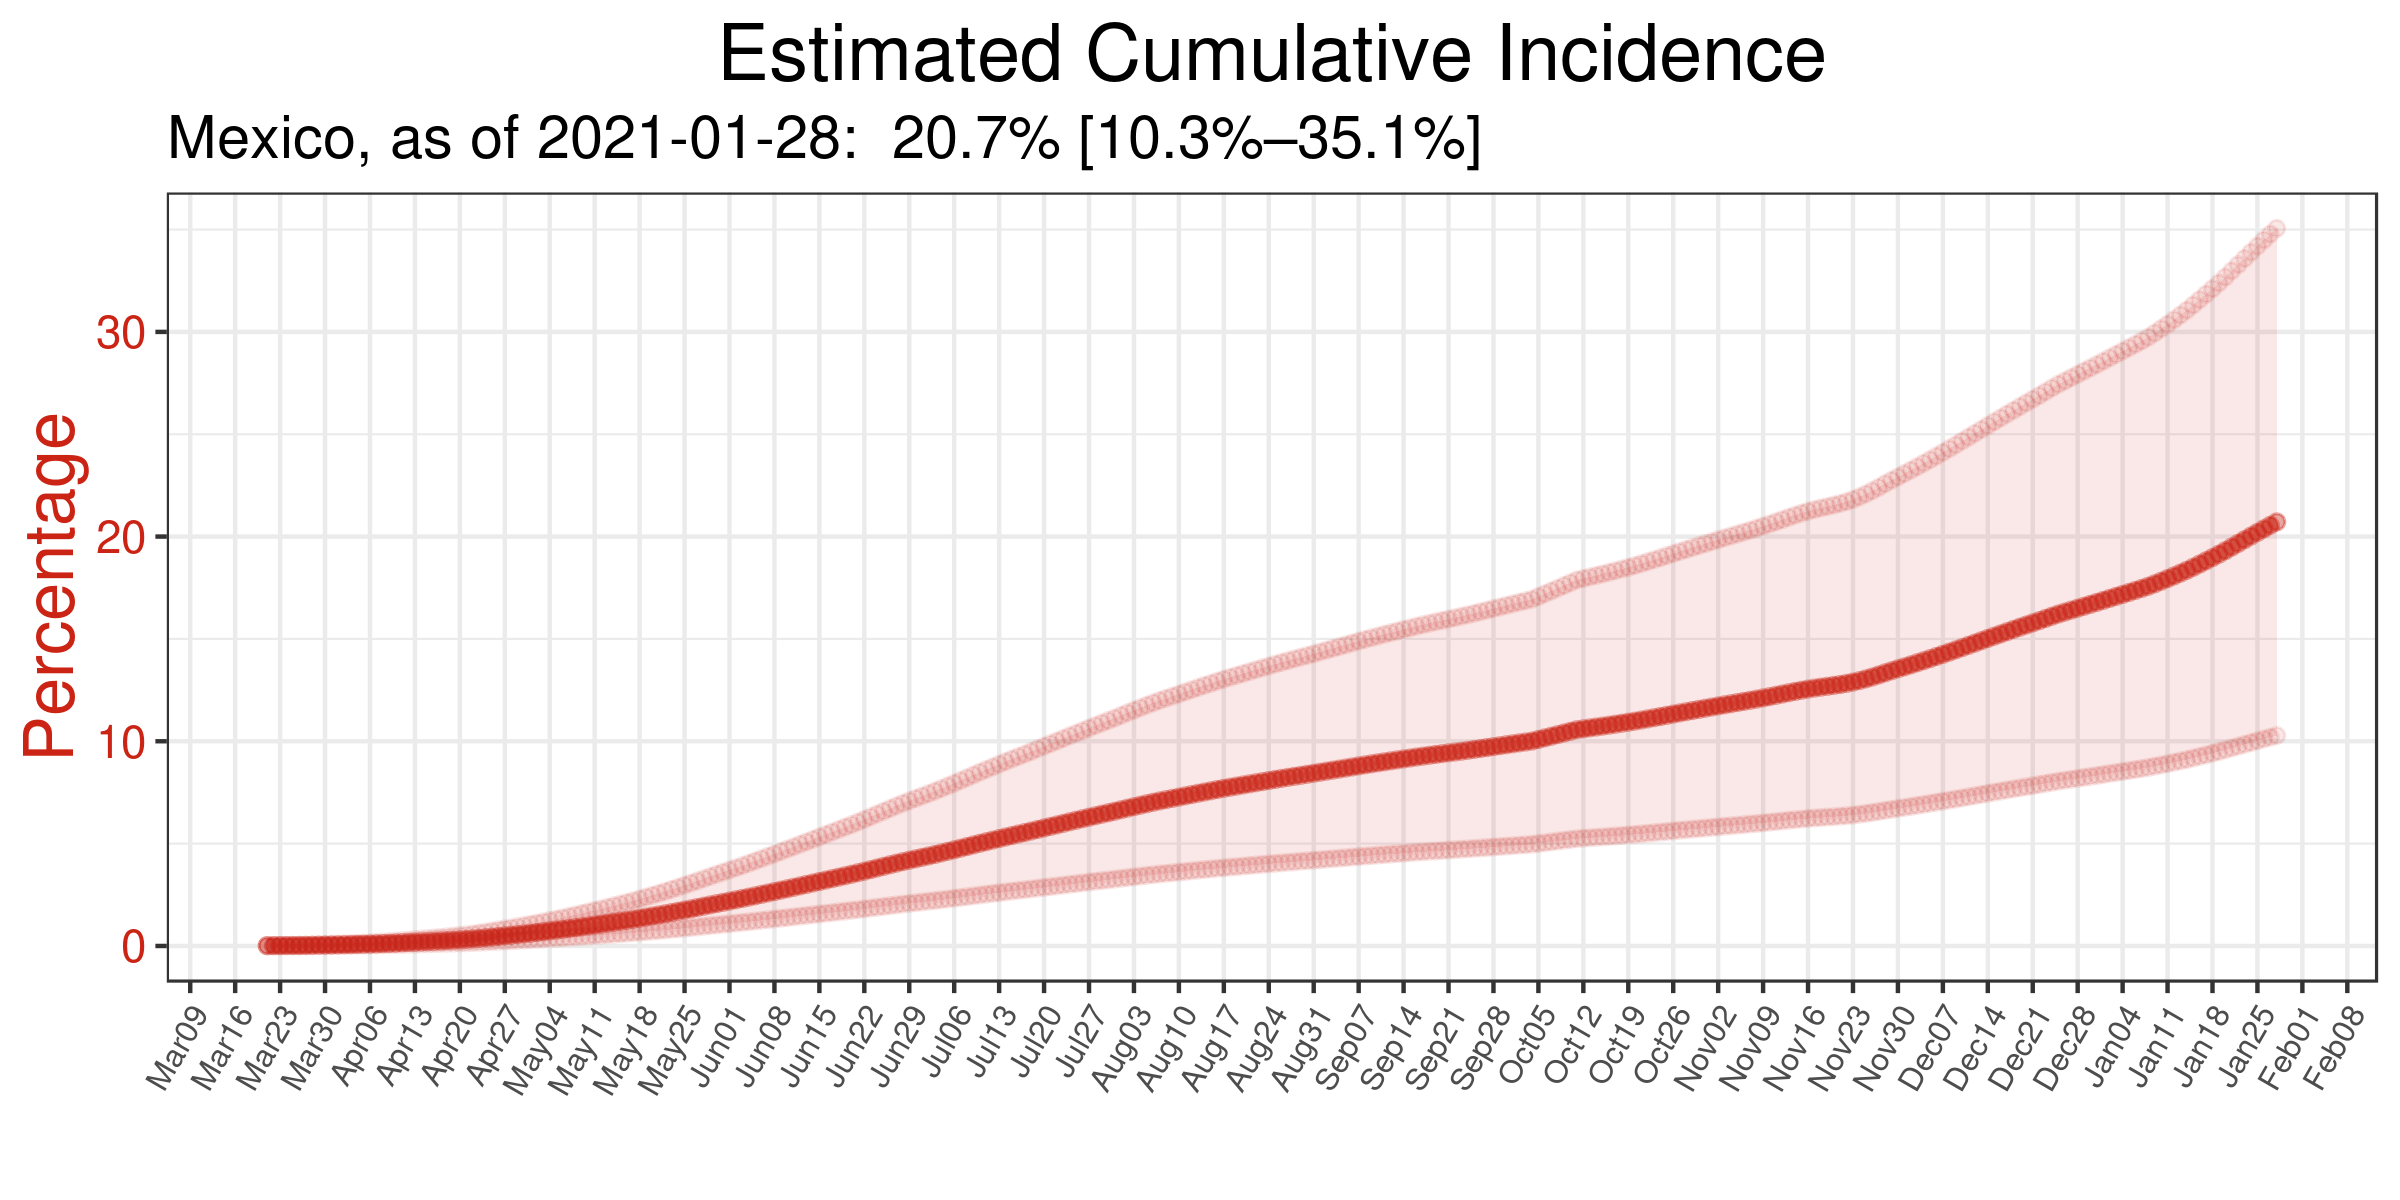 Estimated Cumulative Incidence
Mexico, as of 2021-01-28:  20.7% [10.3%–35.1%]
Percentage
30
20
10
0
Mar09
Mar16
Mar23
Mar30
Apr06
Apr13
Apr20
Apr27
May04
May11
May18
May25
Jun01
Jun08
Jun15
Jun22
Jun29
Jul06
Jul13
Jul20
Jul27
Aug03
Aug10
Aug17
Aug24
Aug31
Sep07
Sep14
Sep21
Sep28
Oct05
Oct12
Oct19
Oct26
Nov02
Nov09
Nov16
Nov23
Nov30
Dec07
Dec14
Dec21
Dec28
Jan04
Jan11
Jan18
Jan25
Feb01
Feb08